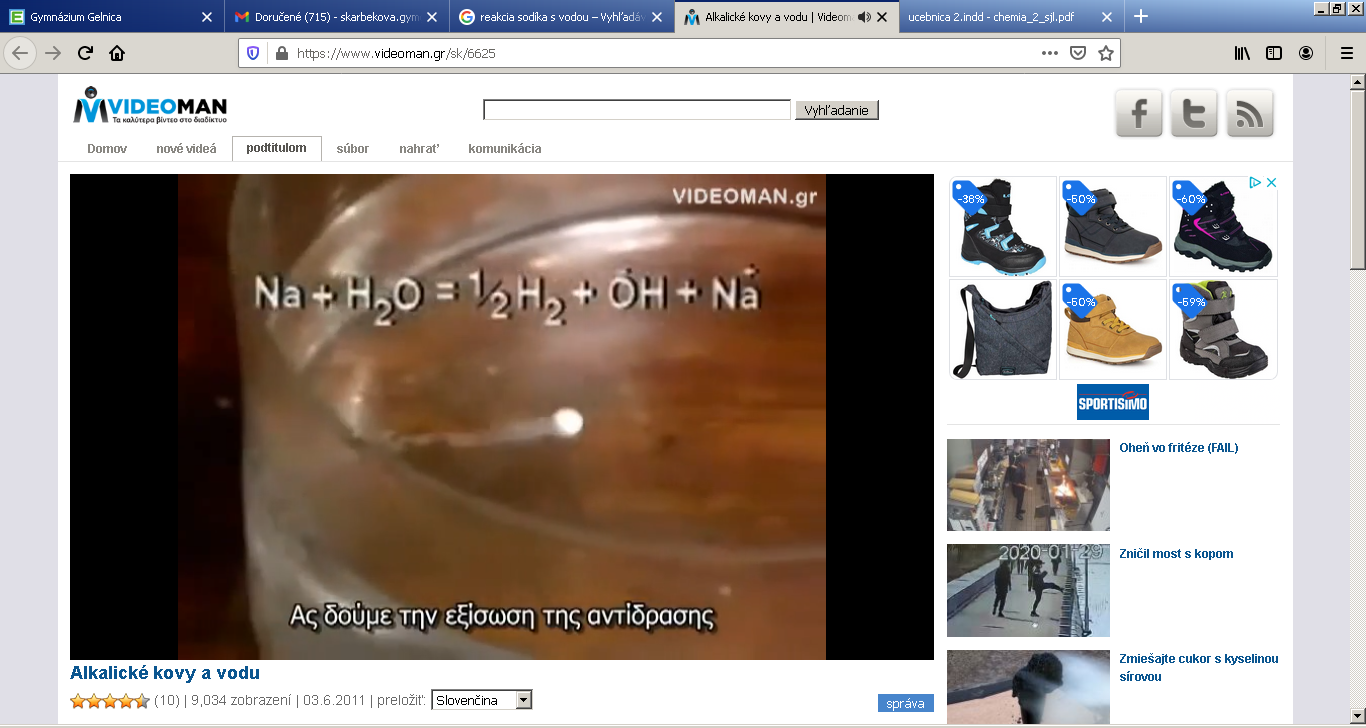 Gymnázium Gelnica
Doručené (715) - skarbekova.gym
reakcia sodíka s vodou – Vyhľadáv
Alkalické kovy a vodu | Videom
ucebnica 2.indd - chemia_2_sjl.pdf
https://www.videoman.gr/sk/6625
VIDEOMAN
Τα καλύτερα βίντεο στο διαδίκτυο
Vyhľadanie
Domov nové videá podtitulom súbor nahrať komunikácia
VIDEOMAN.gr
Na + H2O = ½ H2 + ŌH + Na⁺
Ας δούμε την εξίσωση της αντίδρασης
-38% -50% -60%
-50% -59%
SPORTISIMO
Oheň vo fritéze (FAIL)
2020-01-29
Zničil most s kopom
Zmiešajte cukor s kyselinou
sírovou
Alkalické kovy a vodu
(10) | 9,034 zobrazení | 03.6.2011 | preložiť: Slovenčina
správa